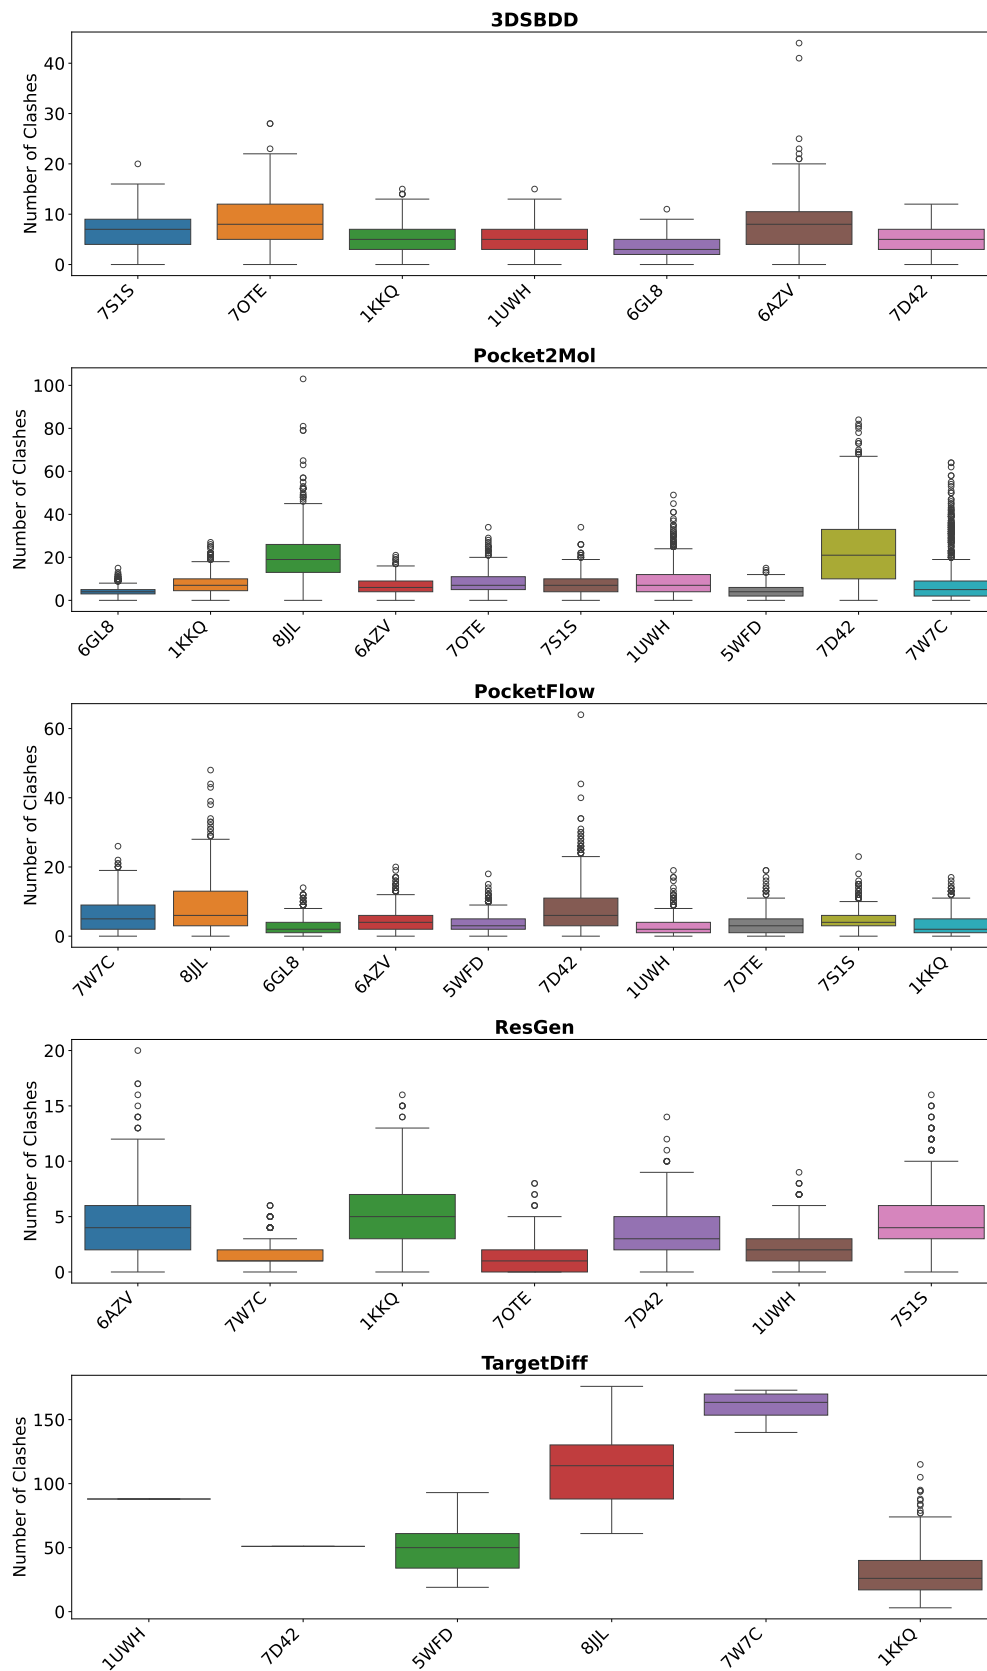 3DSBDD
Number of Clashes
40
30
20
10
0
7S1S 7OTE 1KKQ 1UWH 6GL8 6AZV 7D42
Pocket2Mol
Number of Clashes
100
80
60
40
20
0
6GL8 1KKQ 8JJL 6AZV 7OTE 7S1S 1UWH 5WFD 7D42 7W7C
PocketFlow
Number of Clashes
60
40
20
0
7W7C 8JJL 6GL8 6AZV 5WFD 7D42 1UWH 7OTE 7S1S 1KKQ
ResGen
Number of Clashes
20
15
10
5
0
6AZV 7W7C 1KKQ 7OTE 7D42 1UWH 7S1S
TargetDiff
Number of Clashes
150
100
50
0
1UWH 7D42 5WFD 8JJL 7W7C 1KKQ